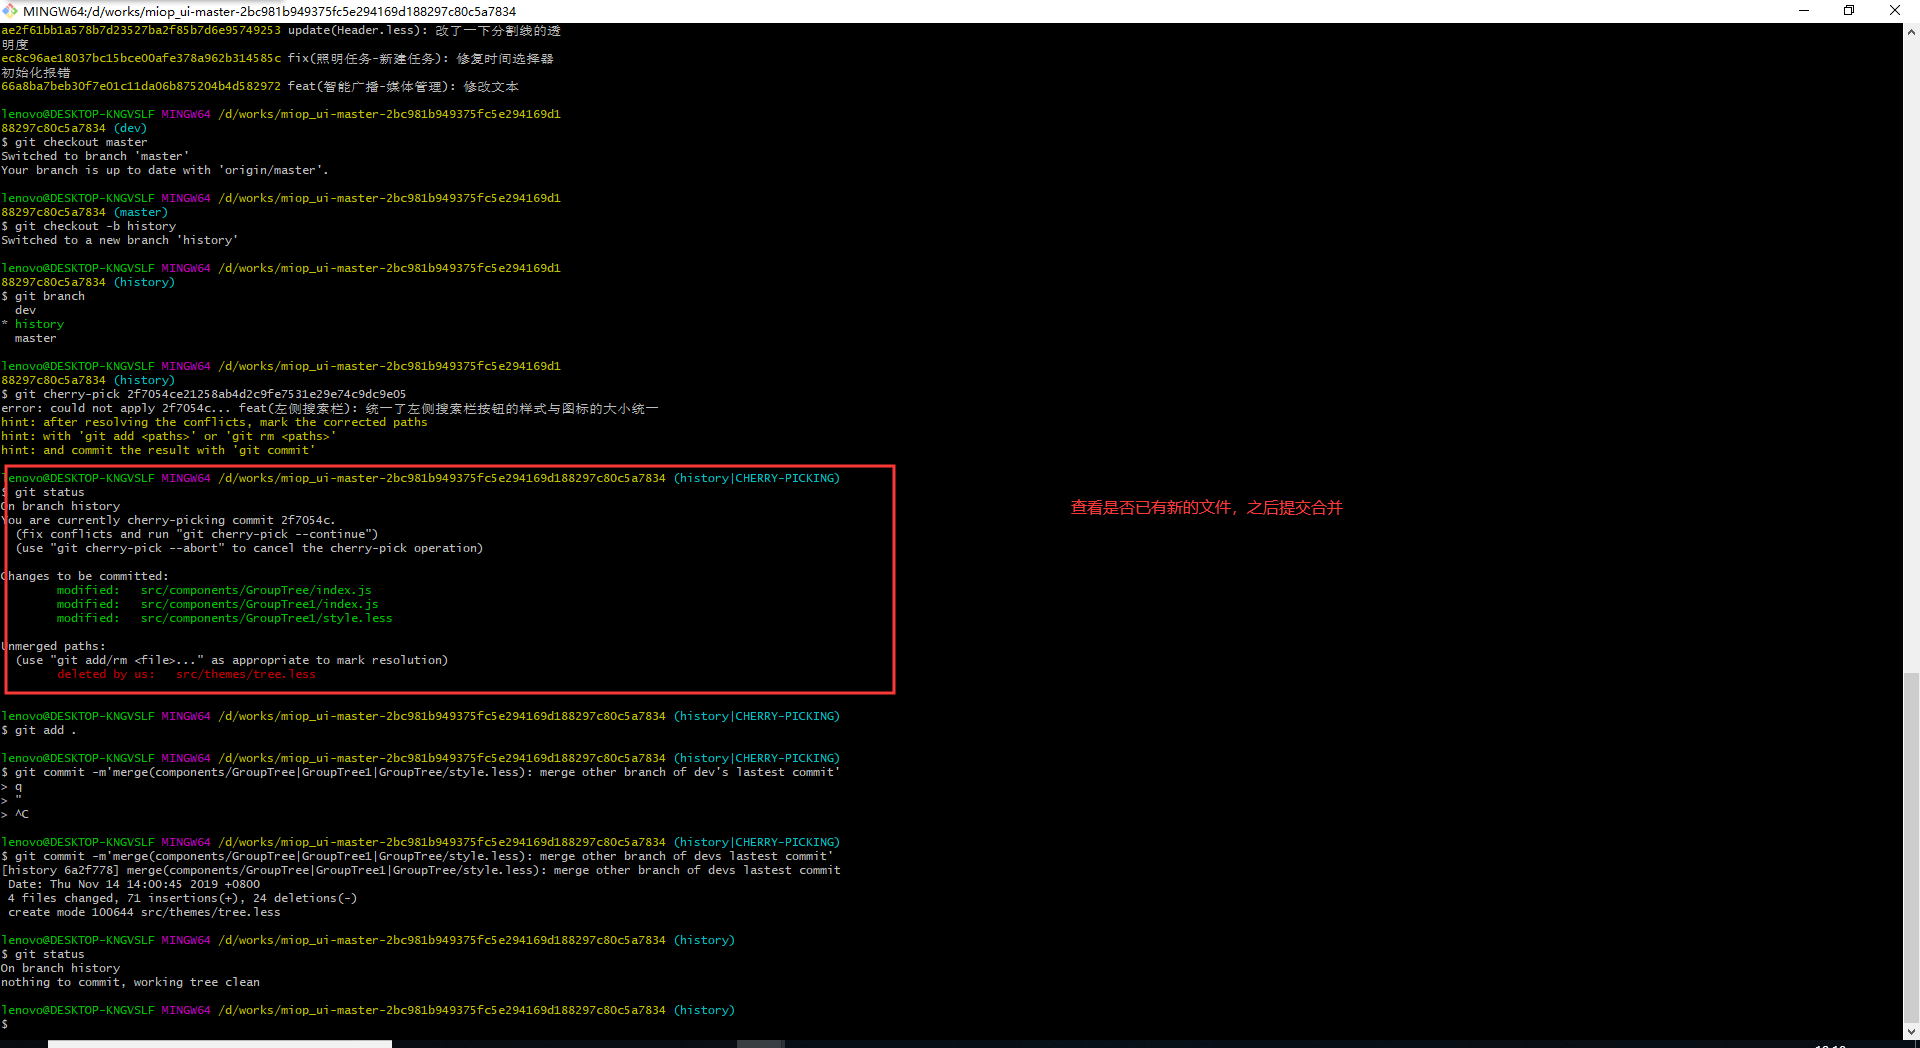 MINGW64:/d/works/miop_ui-master-2bc981b949375fc5e294169d188297c80c5a7834
ae2f61bb1a578b7d23527ba2f85b7d6e95749253 update(Header.less): 改了一下分割线的透
明度
ec8c96ae18037bc15bce00afe378a962b314585c fix(照明任务-新建任务): 修复时间选择器
初始化报错
66a8ba7beb30f7e01c11da06b875204b4d582972 feat(智能广播-媒体管理): 修改文本
lenovo@DESKTOP-KNGVSLF MINGW64 /d/works/miop_ui-master-2bc981b949375fc5e294169d1
88297c80c5a7834 (dev)
$ git checkout master
Switched to branch 'master'
Your branch is up to date with 'origin/master'.
lenovo@DESKTOP-KNGVSLF MINGW64 /d/works/miop_ui-master-2bc981b949375fc5e294169d1
88297c80c5a7834 (master)
$ git checkout -b history
Switched to a new branch 'history'
lenovo@DESKTOP-KNGVSLF MINGW64 /d/works/miop_ui-master-2bc981b949375fc5e294169d1
88297c80c5a7834 (history)
$ git branch
dev
* history
master
lenovo@DESKTOP-KNGVSLF MINGW64 /d/works/miop_ui-master-2bc981b949375fc5e294169d1
88297c80c5a7834 (history)
$ git cherry-pick 2f7054ce21258ab4d2c9fe7531e29e74c9dc9e05
error: could not apply 2f7054c... feat(左侧搜索栏): 统一了左侧搜索栏按钮的样式与图标的大小统一
hint: after resolving the conflicts, mark the corrected paths
hint: with 'git add <paths>' or 'git rm <paths>'
hint: and commit the result with 'git commit'
lenovo@DESKTOP-KNGVSLF MINGW64 /d/works/miop_ui-master-2bc981b949375fc5e294169d188297c80c5a7834 (history|CHERRY-PICKING)
$ git status
On branch history
You are currently cherry-picking commit 2f7054c.
(fix conflicts and run "git cherry-pick --continue")
(use "git cherry-pick --abort" to cancel the cherry-pick operation)
查看是否已有新的文件，之后提交合并
Changes to be committed:
modified:   src/components/GroupTree/index.js
modified:   src/components/GroupTree1/index.js
modified:   src/components/GroupTree1/style.less
Unmerged paths:
(use "git add/rm <file>..." as appropriate to mark resolution)
deleted by us:   src/themes/tree.less
lenovo@DESKTOP-KNGVSLF MINGW64 /d/works/miop_ui-master-2bc981b949375fc5e294169d188297c80c5a7834 (history|CHERRY-PICKING)
$ git add .
lenovo@DESKTOP-KNGVSLF MINGW64 /d/works/miop_ui-master-2bc981b949375fc5e294169d188297c80c5a7834 (history|CHERRY-PICKING)
$ git commit -m'merge(components/GroupTree|GroupTree1|GroupTree/style.less): merge other branch of dev's lastest commit'
> q
> "
> ^C
lenovo@DESKTOP-KNGVSLF MINGW64 /d/works/miop_ui-master-2bc981b949375fc5e294169d188297c80c5a7834 (history|CHERRY-PICKING)
$ git commit -m'merge(components/GroupTree|GroupTree1|GroupTree/style.less): merge other branch of devs lastest commit'
[history 6a2f778] merge(components/GroupTree|GroupTree1|GroupTree/style.less): merge other branch of devs lastest commit
Date: Thu Nov 14 14:00:45 2019 +0800
4 files changed, 71 insertions(+), 24 deletions(-)
create mode 100644 src/themes/tree.less
lenovo@DESKTOP-KNGVSLF MINGW64 /d/works/miop_ui-master-2bc981b949375fc5e294169d188297c80c5a7834 (history)
$ git status
On branch history
nothing to commit, working tree clean
lenovo@DESKTOP-KNGVSLF MINGW64 /d/works/miop_ui-master-2bc981b949375fc5e294169d188297c80c5a7834 (history)
$